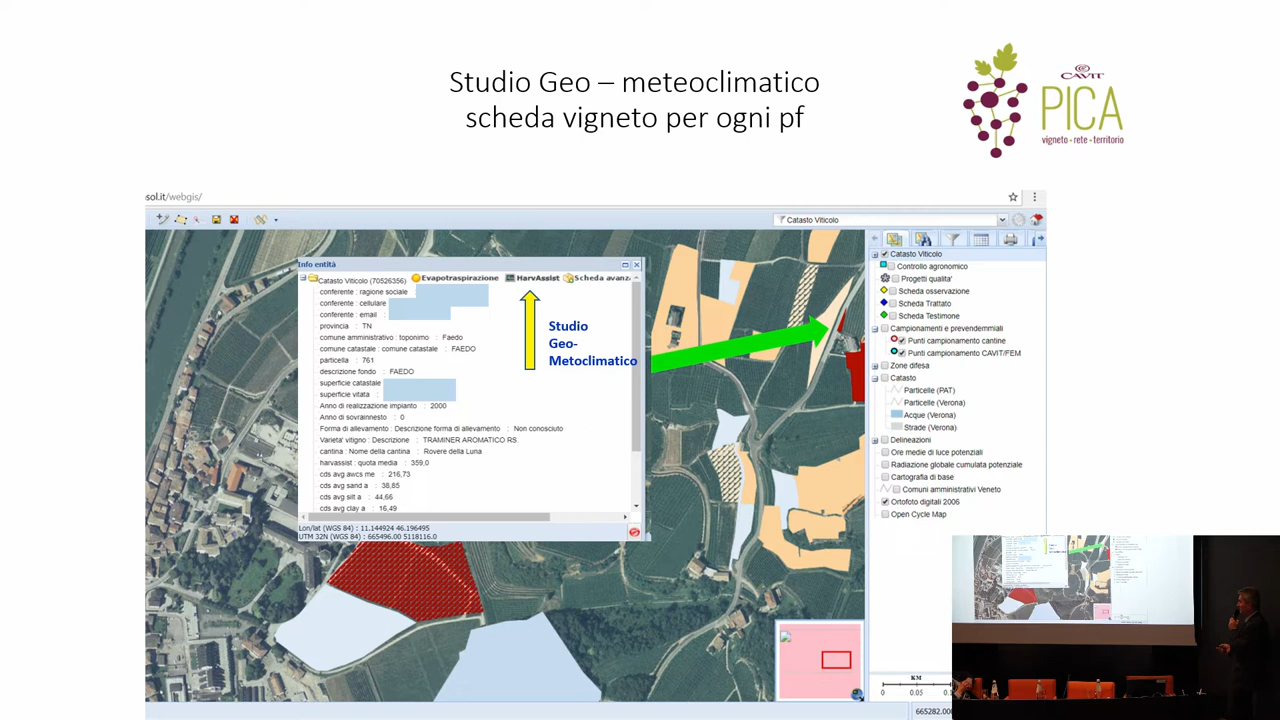 Studio Geo – meteoclimatico
scheda vigneto per ogni pf
CAVIT
PICA
vigneto • rete • territorio
asol.it/webgis/
Catasto Viticolo
Info entità
Catasto Viticolo (70526356)
Evapotraspirazione
HarvAssist
Scheda avanz
conferente : ragione sociale :
conferente : cellulare
conferente : email :
provincia : TN
comune amministrativo : toponimo : Faedo
comune catastale : comune catastale : FAEDO
particella : 761
descrizione fondo : FAEDO
superficie catastale
superficie vitata :
Anno di realizzazione impianto : 2000
Anno di sovrainnesto : 0
Forma di allevamento : Descrizione forma di allevamento : Non conosciuto
Varieta' vitigno : Descrizione : TRAMINER AROMATICO RS.
cantina : Nome della cantina : Rovere della Luna
harvassist : quota media : 359,0
cds avg awcs me : 216,73
cds avg sand a : 38,85
cds avg silt a : 44,66
cds avg clay a : 16,49
Lon/lat (WGS 84) : 11.144924 46.196495
UTM 32N (WGS 84) : 665496.00 5118116.0
Studio
Geo-
Metoclimatico
Catasto Viticolo
Controllo agronomico
Progetti qualita'
Scheda osservazione
Scheda Trattato
Scheda Testimone
Campionamenti e prevendemmiali
Punti campionamento cantine
Punti campionamento CAVIT/FEM
Zone difesa
Catasto
Particelle (PAT)
Particelle (Verona)
Acque (Verona)
Strade (Verona)
Delineazioni
Ore medie di luce potenziali
Radiazione globale cumulata potenziale
Cartografia di base
Comuni amministrativi Veneto
Ortofoto digitali 2006
Open Cycle Map
KM
0 0.05 0.1
665282.00